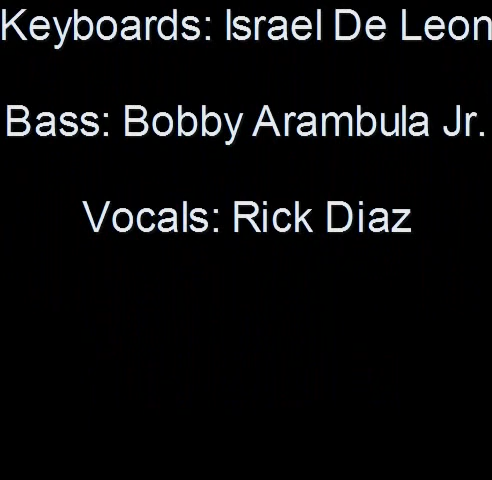 Keyboards: Israel De Leon
Bass: Bobby Arambula Jr.
Vocals: Rick Diaz